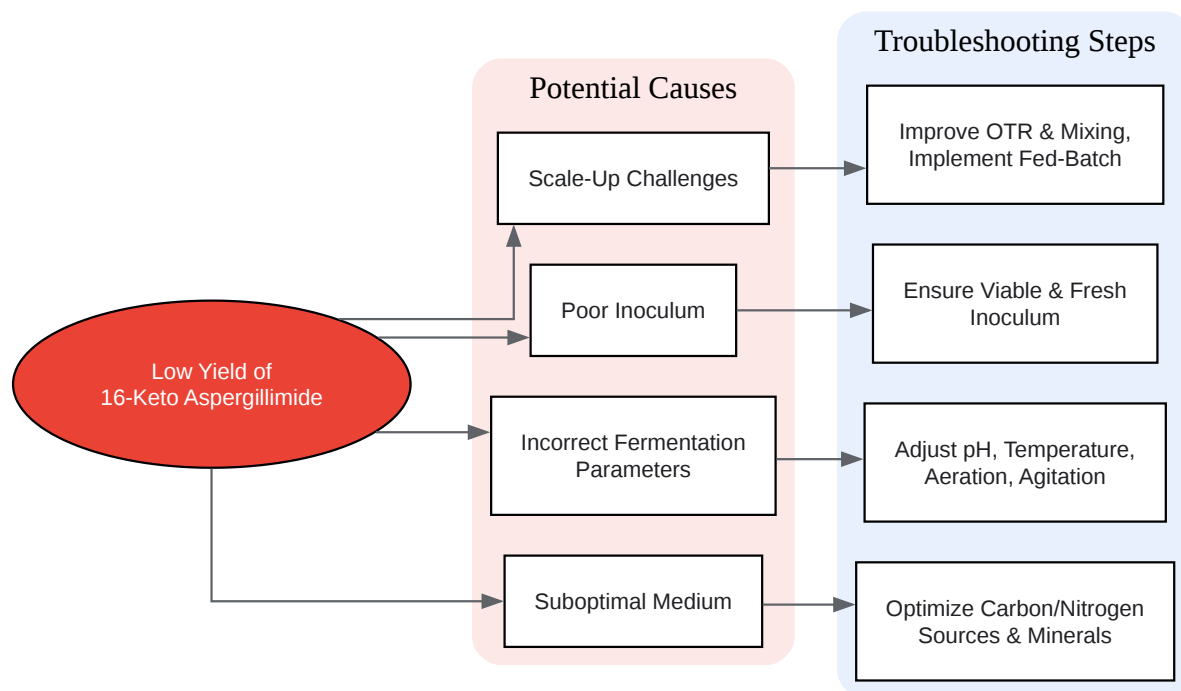 Troubleshooting Steps
Potential Causes
Improve OTR & Mixing,
Implement Fed-Batch
Scale-Up Challenges
Ensure Viable & Fresh
Inoculum
Poor Inoculum
Low Yield of
16-Keto Aspergillimide
Incorrect Fermentation
Parameters
Adjust pH, Temperature,
Aeration, Agitation
Suboptimal Medium
Optimize Carbon/Nitrogen
Sources & Minerals